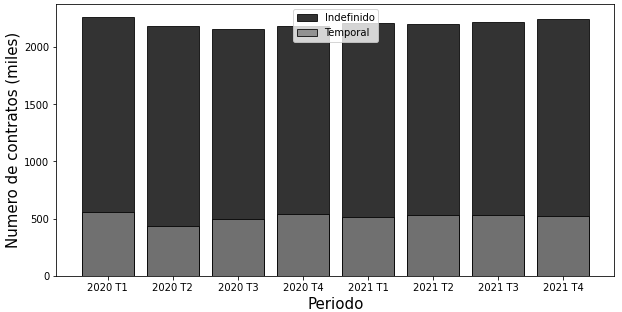 Indefinido
Temporal
Numero de contratos (miles)
2000
1500
1000
500
0
2020 T1 2020 T2 2020 T3 2020 T4 2021 T1 2021 T2 2021 T3 2021 T4
Periodo